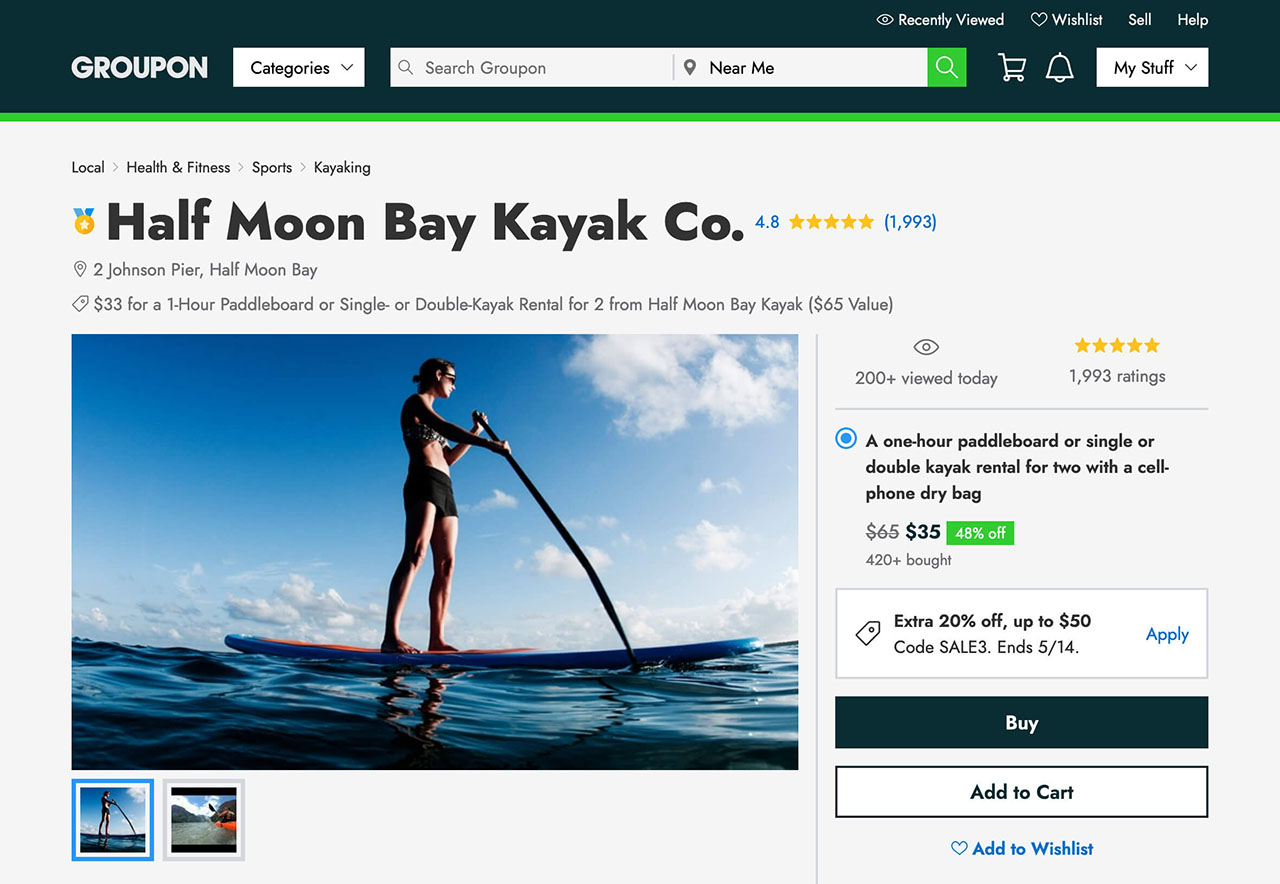 Recently Viewed Wishlist Sell Help
GROUPON Categories Search Groupon Near Me My Stuff
Local > Health & Fitness > Sports > Kayaking
Half Moon Bay Kayak Co. 4.8 (1,993)
2 Johnson Pier, Half Moon Bay
$33 for a 1-Hour Paddleboard or Single- or Double-Kayak Rental for 2 from Half Moon Bay Kayak ($65 Value)
200+ viewed today
1,993 ratings
A one-hour paddleboard or single or
double kayak rental for two with a cell-
phone dry bag
$65 $35 48% off
420+ bought
Extra 20% off, up to $50
Code SALE3. Ends 5/14.
Apply
Buy
Add to Cart
Add to Wishlist